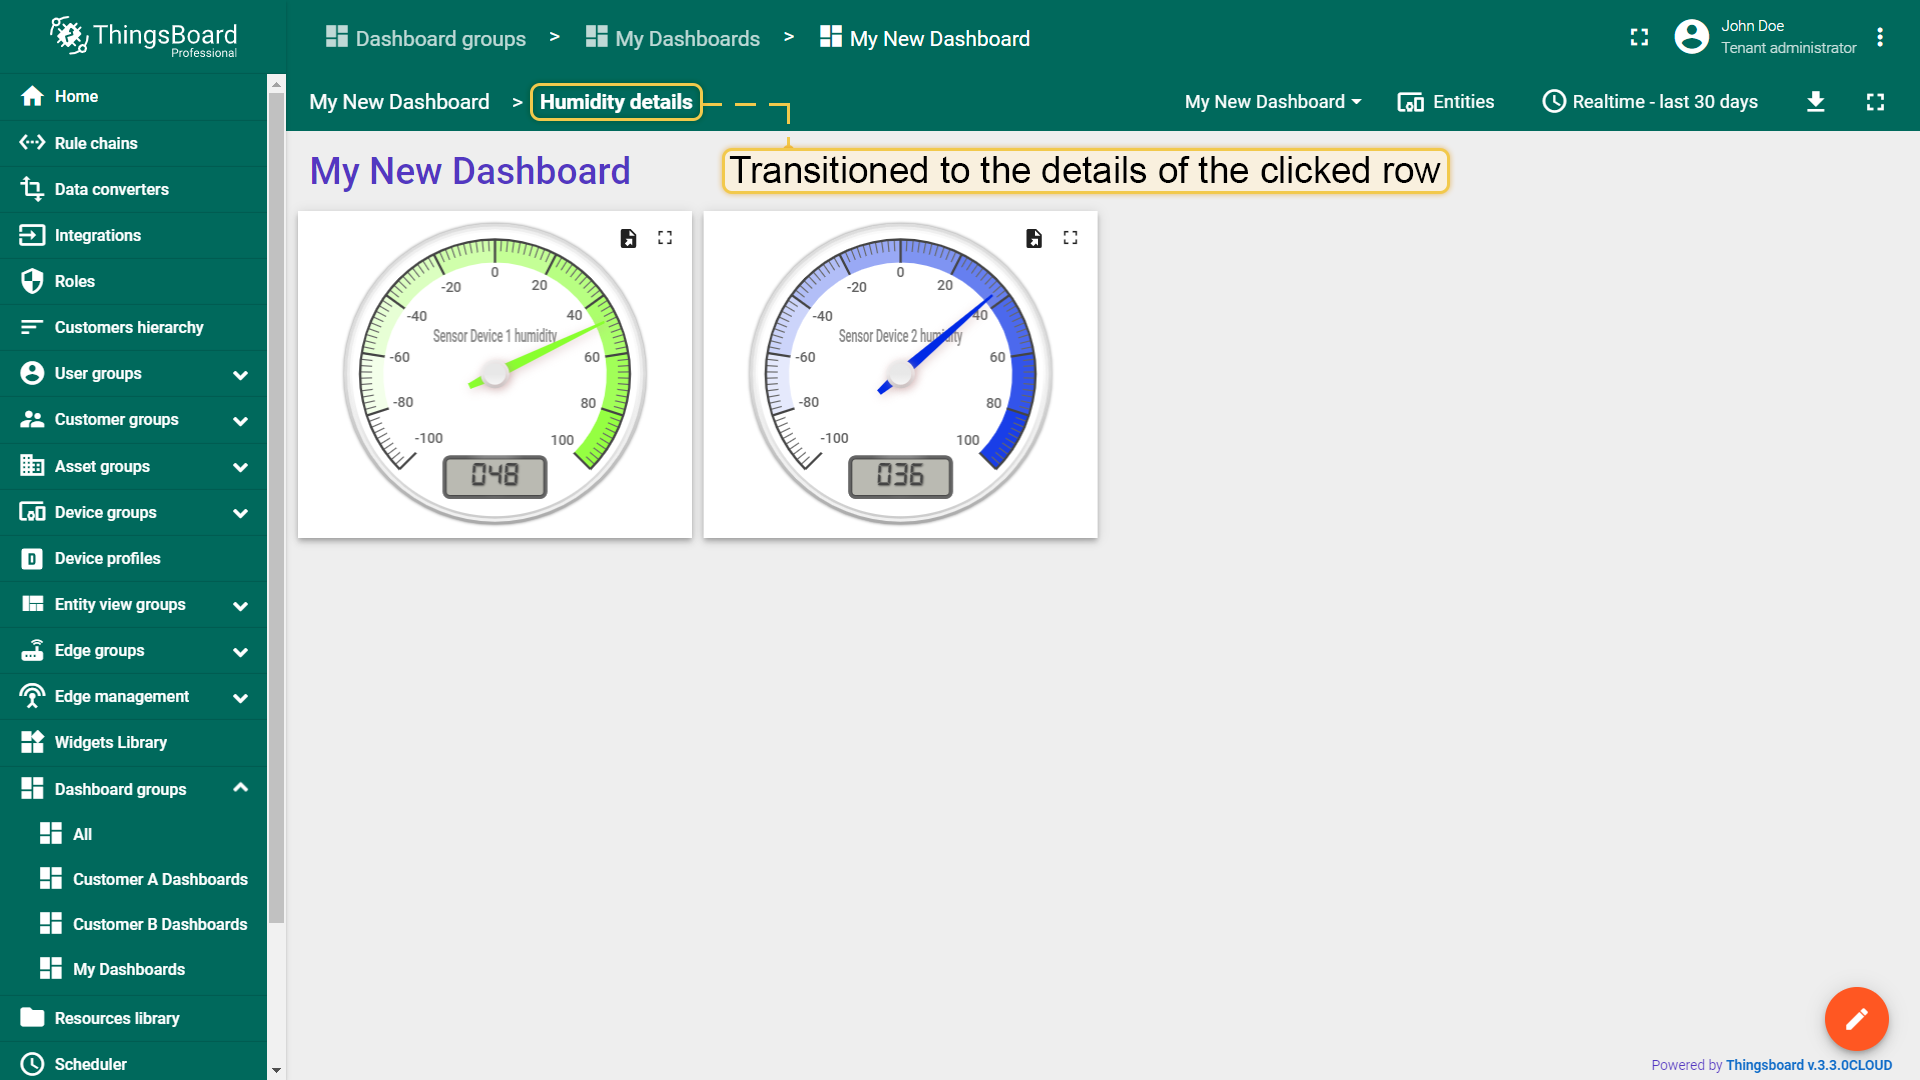 ThingsBoard
Professional
Dashboard groups > My Dashboards > My New Dashboard
John Doe
Tenant administrator
My New Dashboard > Humidity details
My New Dashboard
Entities
Realtime - last 30 days
Home
Rule chains
Data converters
Integrations
Roles
Customers hierarchy
User groups
Customer groups
Asset groups
Device groups
D
Device profiles
Entity view groups
Edge groups
Edge management
Widgets Library
Dashboard groups
All
Customer A Dashboards
Customer B Dashboards
My Dashboards
Resources library
Scheduler
My New Dashboard
Transitioned to the details of the clicked row
0
-20 20
-40 40
Sensor Device 1 humidity
-60 60
-80 80
-100 100
048
0
-20 20
-40 40
Sensor Device 2 humidity
-60 60
-80 80
-100 100
036
Powered by Thingsboard v.3.3.0CLOUD